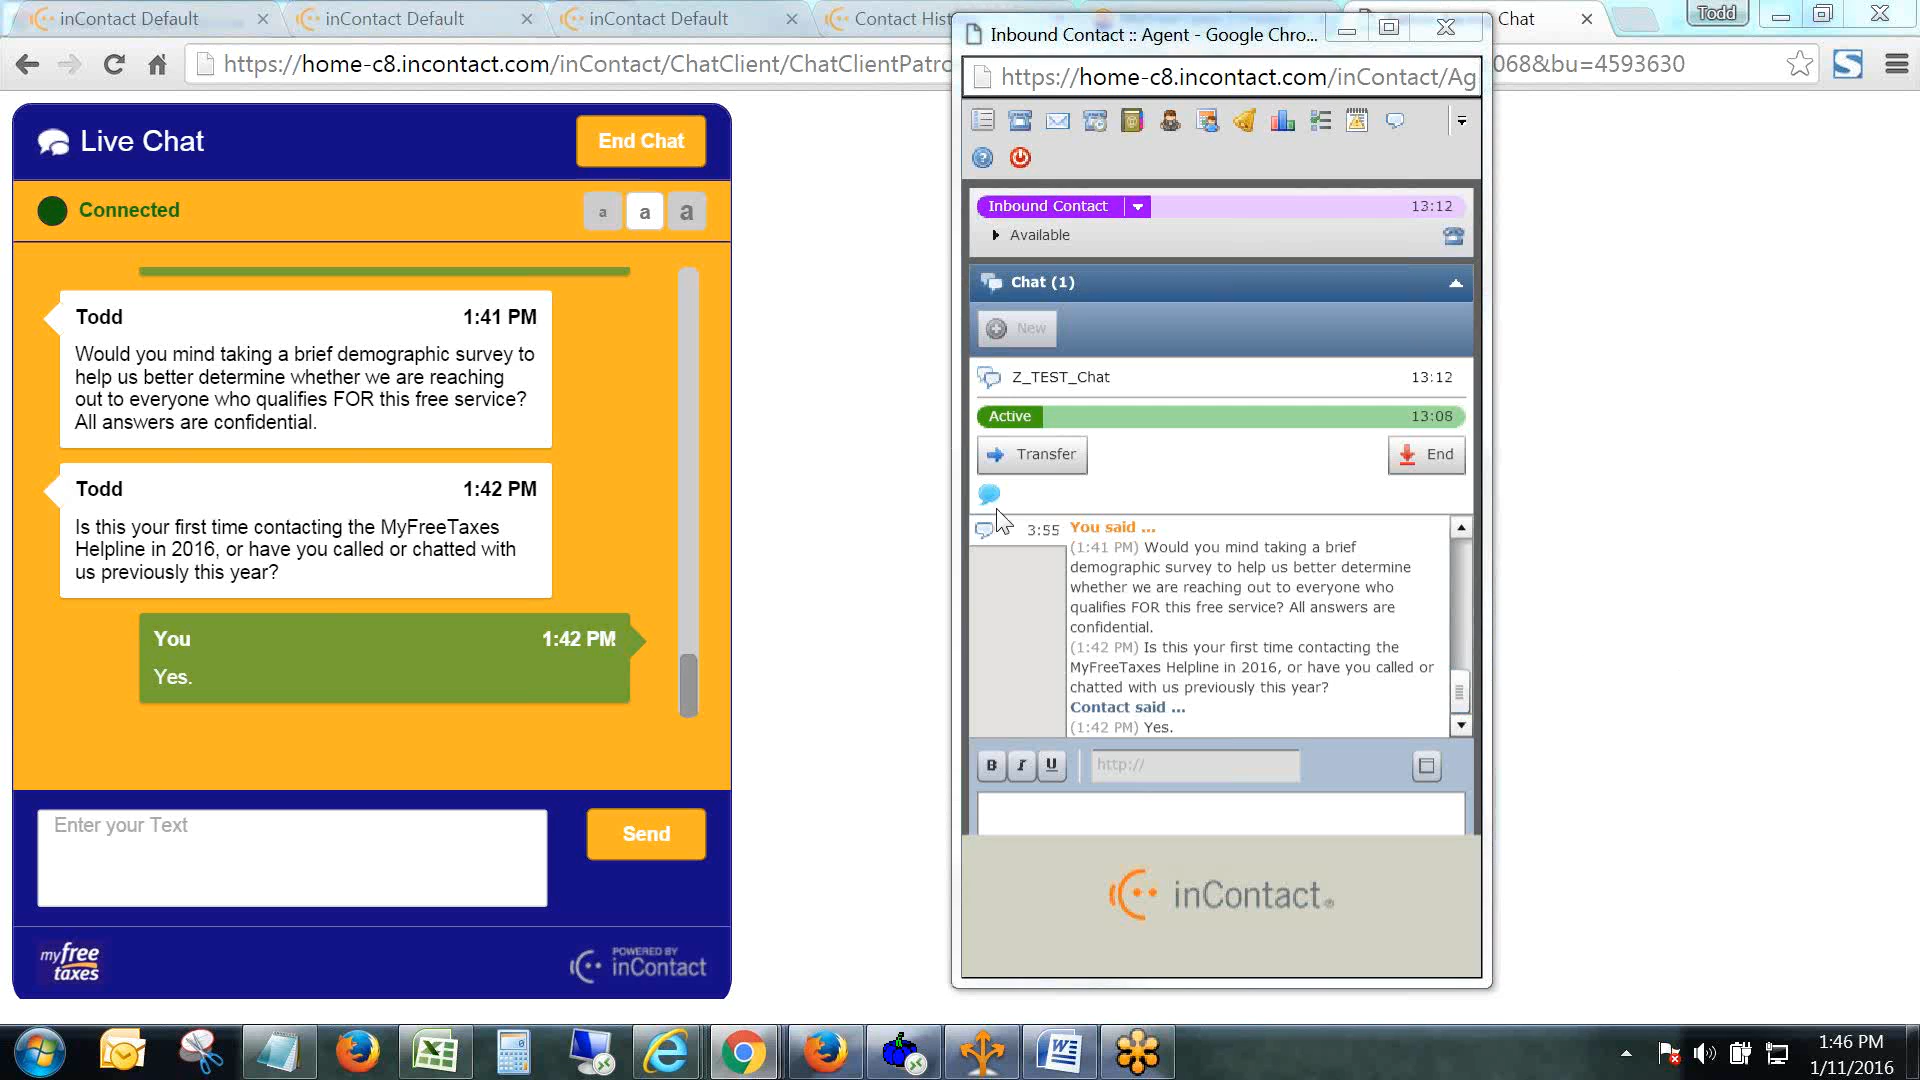 inContact Default
inContact Default
inContact Default
Contact His
Chat
Todd
https://home-c8.incontact.com/inContact/ChatClient/ChatClientPatro
068&bu=4593630
Live Chat
End Chat
Connected
a
a
a
Todd 1:41 PM
Would you mind taking a brief demographic survey to
help us better determine whether we are reaching
out to everyone who qualifies FOR this free service?
All answers are confidential.
Todd 1:42 PM
Is this your first time contacting the MyFreeTaxes
Helpline in 2016, or have you called or chatted with
us previously this year?
You 1:42 PM
Yes.
Enter your Text
Send
my free
taxes
POWERED BY
inContact
Inbound Contact :: Agent - Google Chro...
https://home-c8.incontact.com/inContact/Ag
Inbound Contact 13:12
Available
Chat (1)
New
Z_TEST_Chat 13:12
Active 13:08
Transfer
End
3:55
You said ...
(1:41 PM) Would you mind taking a brief
demographic survey to help us better determine
whether we are reaching out to everyone who
qualifies FOR this free service? All answers are
confidential.
(1:42 PM) Is this your first time contacting the
MyFreeTaxes Helpline in 2016, or have you called or
chatted with us previously this year?
Contact said ...
(1:42 PM) Yes.
B I U
http://
inContact®
1:46 PM
1/11/2016